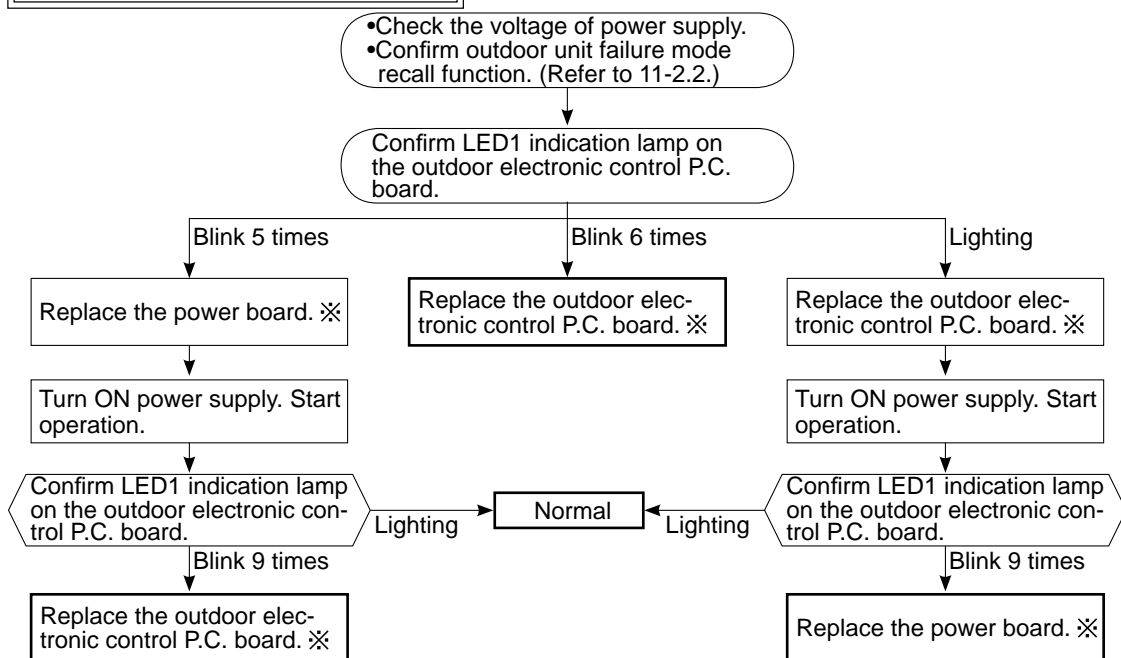 •Check the voltage of power supply.
•Confirm outdoor unit failure mode
recall function. (Refer to 11-2.2.)
Confirm LED1 indication lamp on
the outdoor electronic control P.C.
board.
Blink 5 times
Blink 6 times
Lighting
Replace the power board. ※
Replace the outdoor elec-
tronic control P.C. board. ※
Replace the outdoor elec-
tronic control P.C. board. ※
Turn ON power supply. Start
operation.
Turn ON power supply. Start
operation.
Confirm LED1 indication lamp
on the outdoor electronic con-
trol P.C. board.
Lighting
Normal
Lighting
Confirm LED1 indication lamp
on the outdoor electronic con-
trol P.C. board.
Blink 9 times
Blink 9 times
Replace the outdoor elec-
tronic control P.C. board. ※
Replace the power board. ※